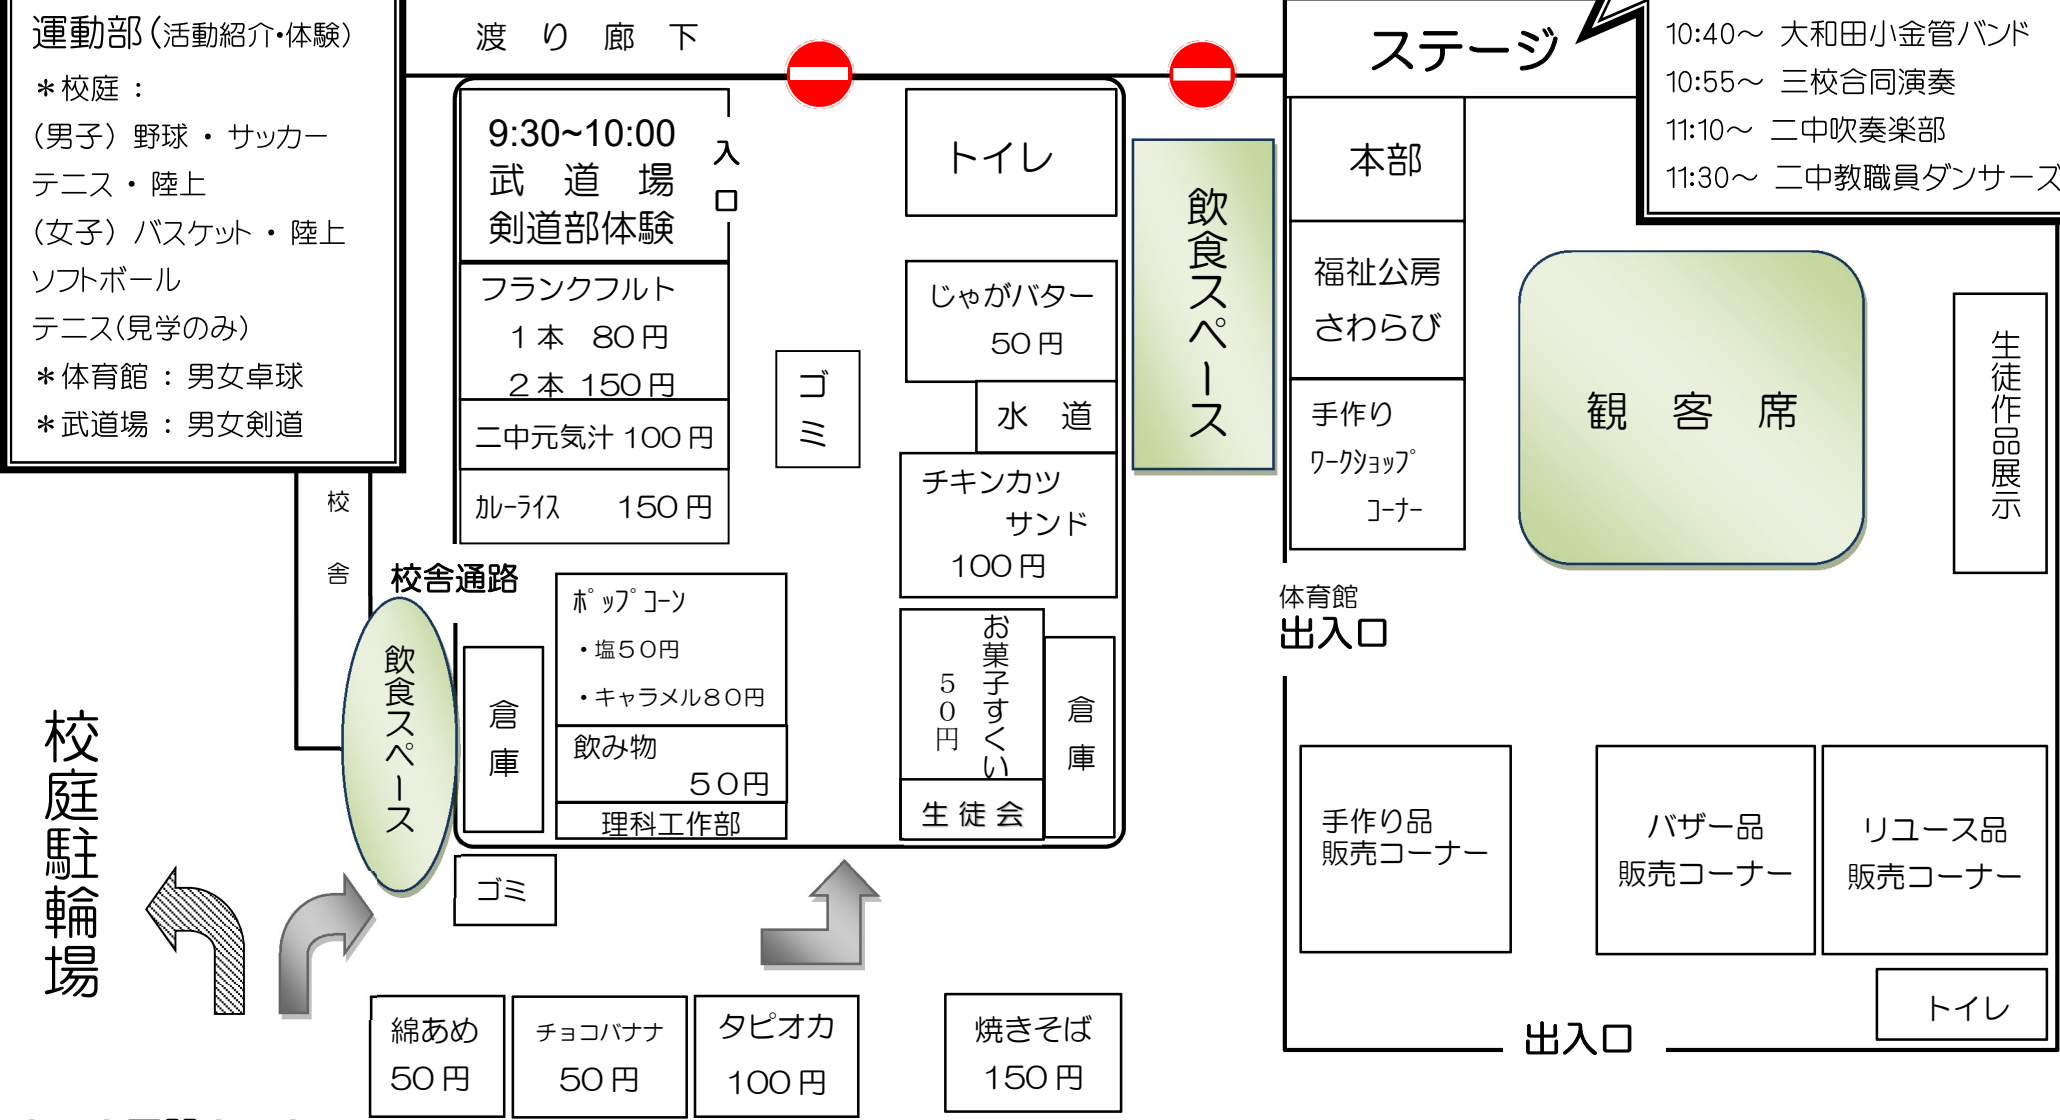 運動部（活動紹介・体験）
＊校庭：
（男子）野球・サッカー
テニス・陸上
（女子）バスケット・陸上
ソフトボール
テニス（見学のみ）
＊体育館：男女卓球
＊武道場：男女剣道
渡り廊下
ステージ
10:40～ 大和田小金管バンド
10:55～ 三校合同演奏
11:10～ 二中吹奏楽部
11:30～ 二中教職員ダンサーズ
9:30~10:00
武道場
剣道部体験
入口
フランクフルト
1本 80円
2本 150円
二中元気汁 100円
カレーライス 150円
ゴミ
トイレ
じゃがバター
50円
水道
チキンカツ
サンド
100円
飲食スペース
本部
福祉公房
さわらび
手作り
ワークショップ
コーナー
観客席
生徒作品展示
校舎
校舎通路
飲食スペース
倉庫
ポップコーン
・塩50円
・キャラメル80円
飲み物
50円
理科工作部
お菓子すくい
50円
生徒会
倉庫
体育館
出入口
校庭駐輪場
ゴミ
手作り品
販売コーナー
バザー品
販売コーナー
リユース品
販売コーナー
トイレ
出入口
綿あめ
50円
チョコバナナ
50円
タピオカ
100円
焼きそば
150円